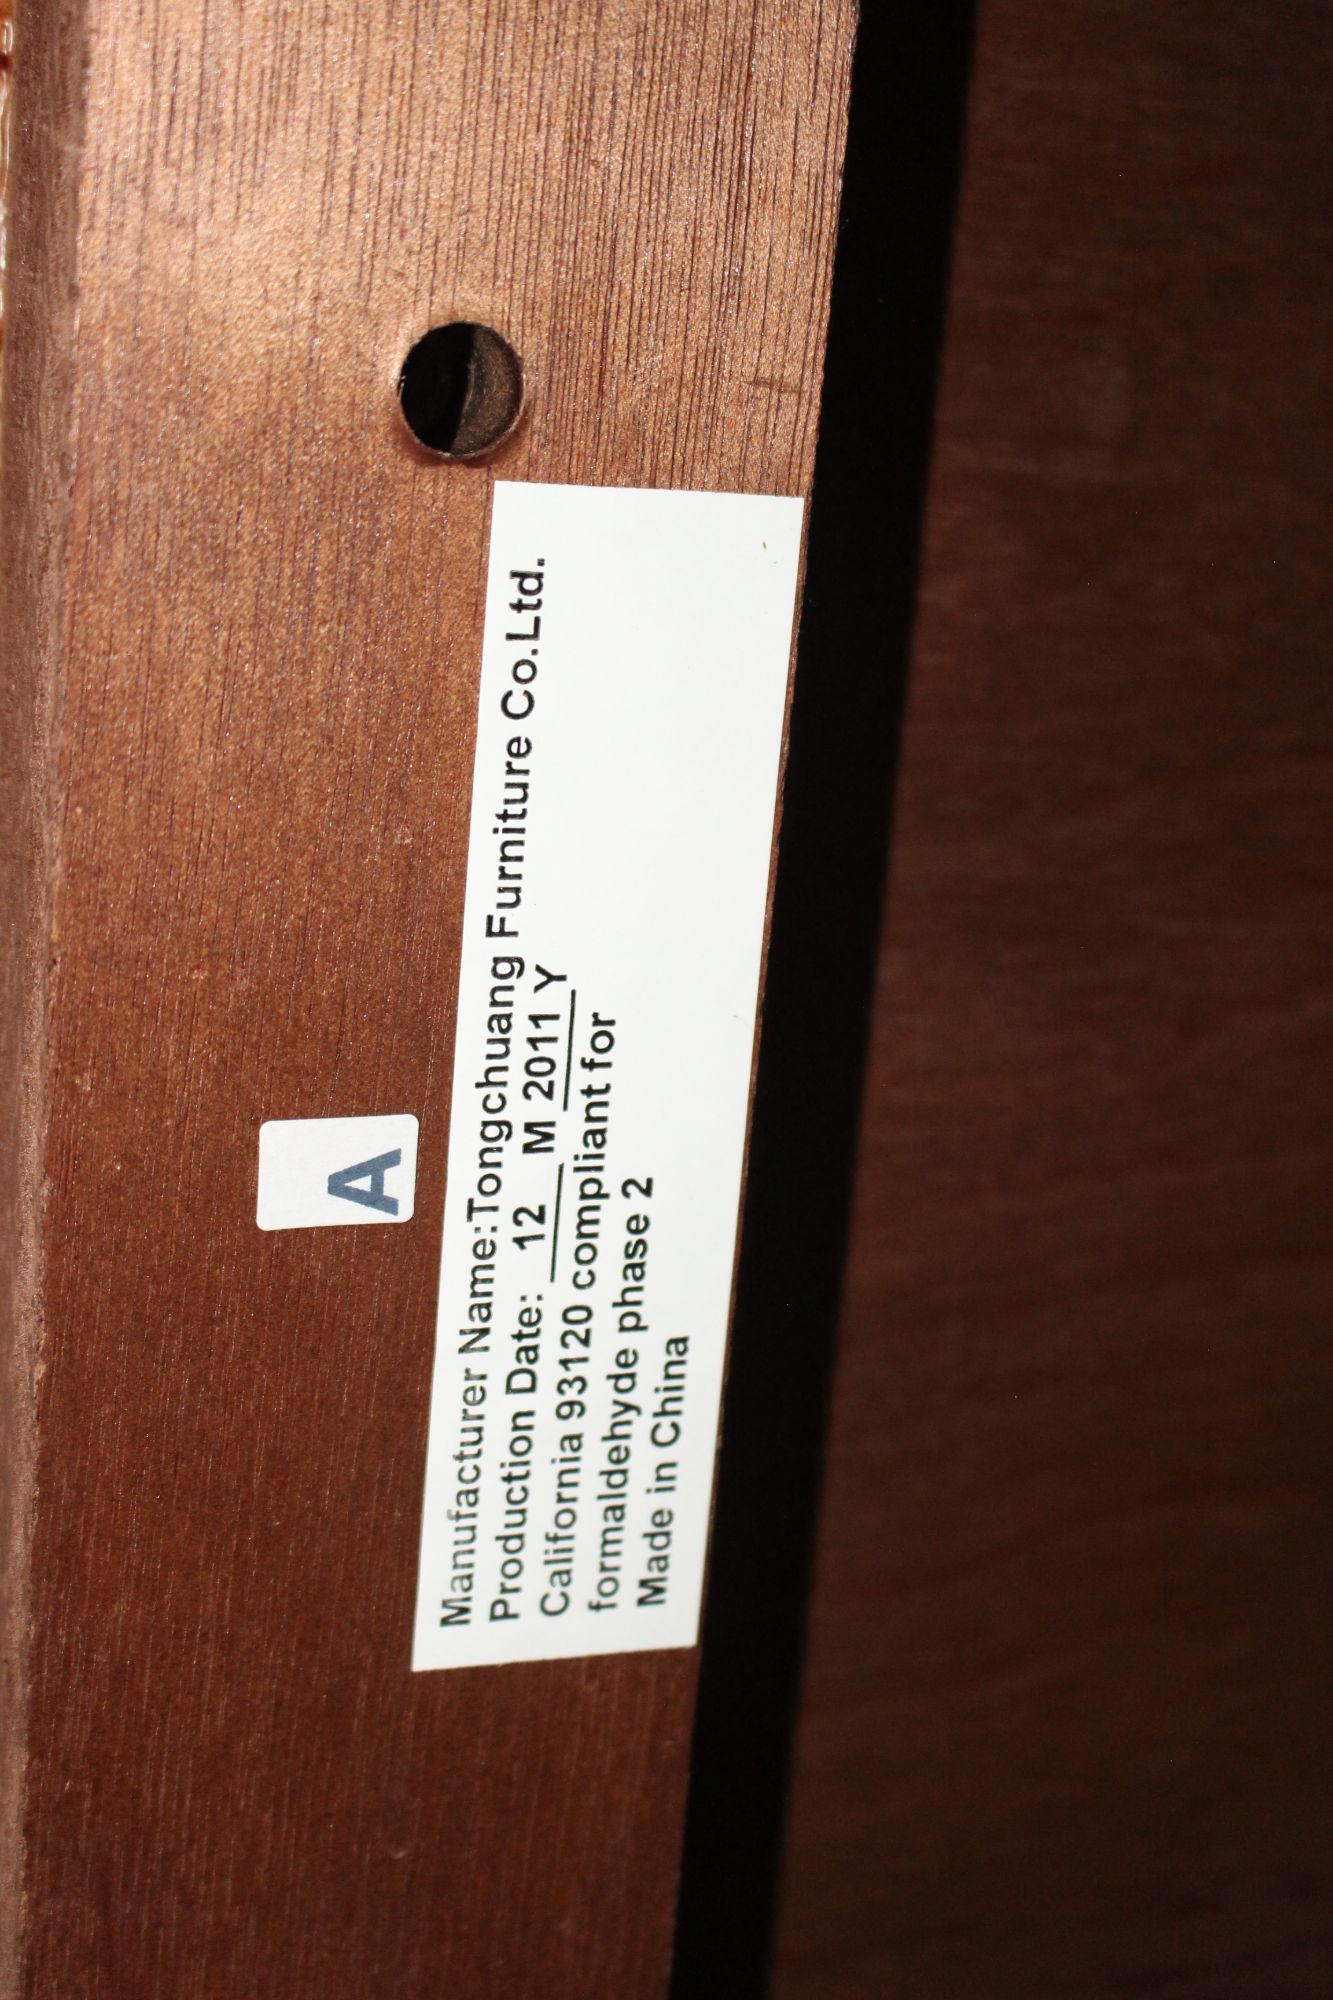 A
Manufacturer Name:Tongchuang Furniture Co.Ltd.
Production Date: 12 M 2011 Y
California 93120 compliant for
formaldehyde phase 2
Made in China